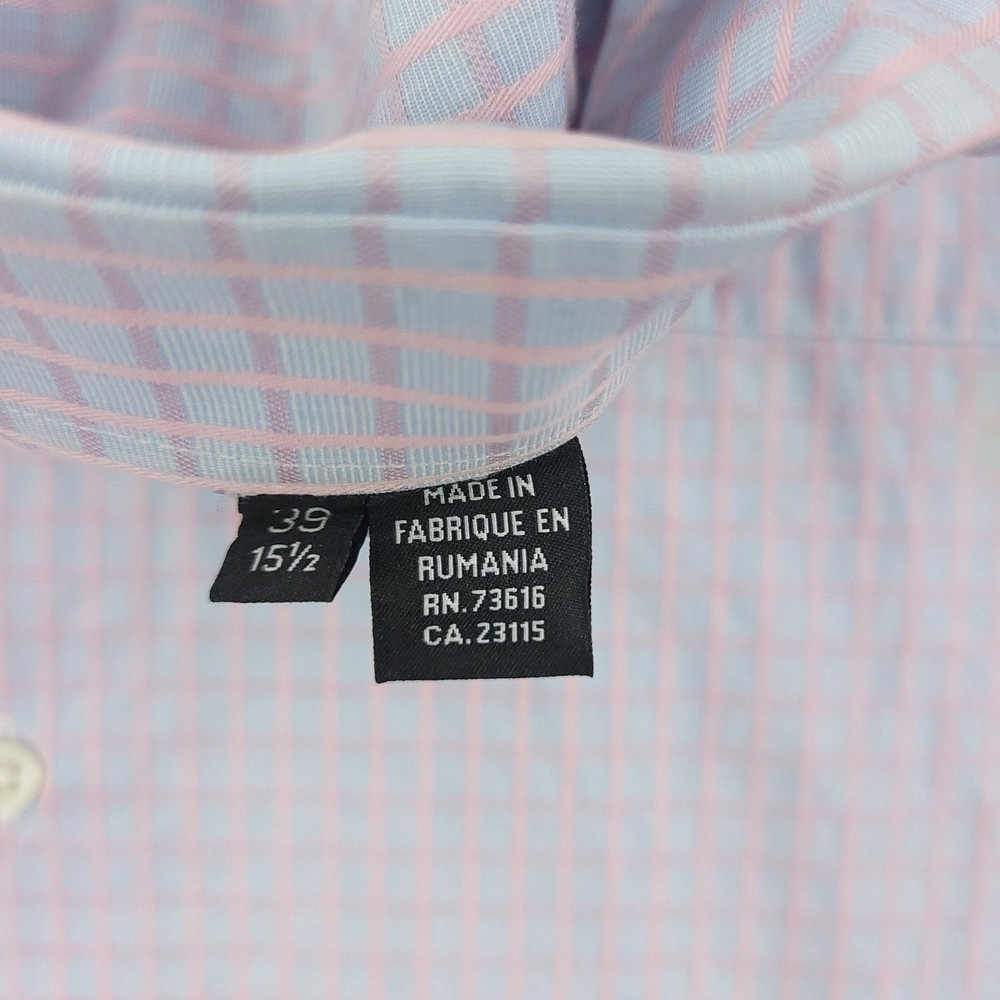 39
15½
MADE IN
FABRIQUE EN
RUMANIA
RN.73616
CA.23115